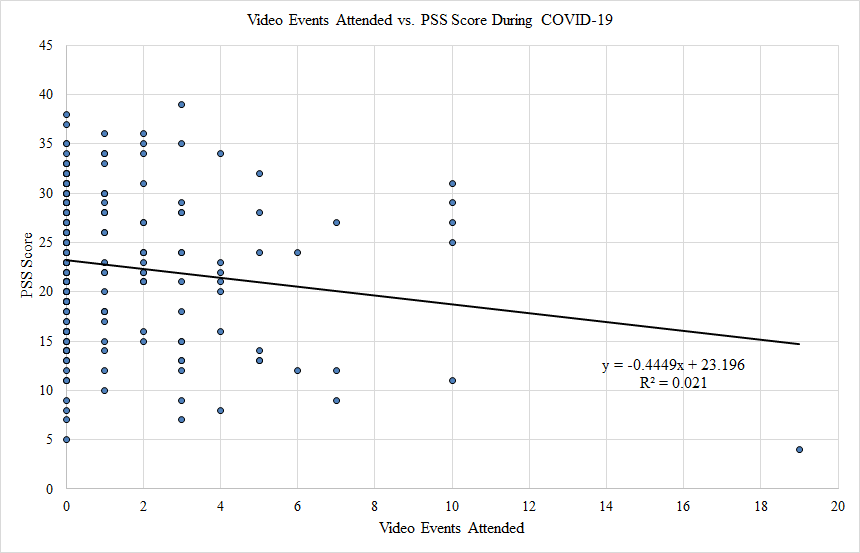 Video Events Attended vs. PSS Score During COVID-19
45
40
35
30
25
20
15
10
5
0
PSS Score
y = -0.4449x + 23.196
R² = 0.021
0 2 4 6 8 10 12 14 16 18 20
Video Events Attended